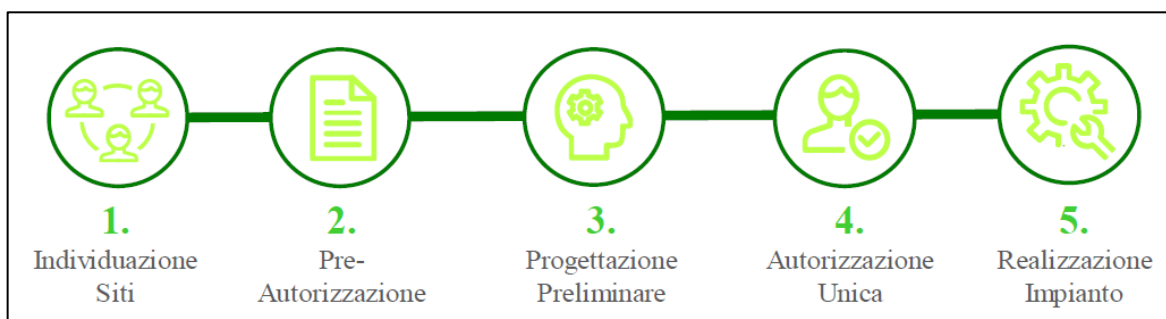 1.
Individuazione
Siti
2.
Pre-
Autorizzazione
3.
Progettazione
Preliminare
4.
Autorizzazione
Unica
5.
Realizzazione
Impianto